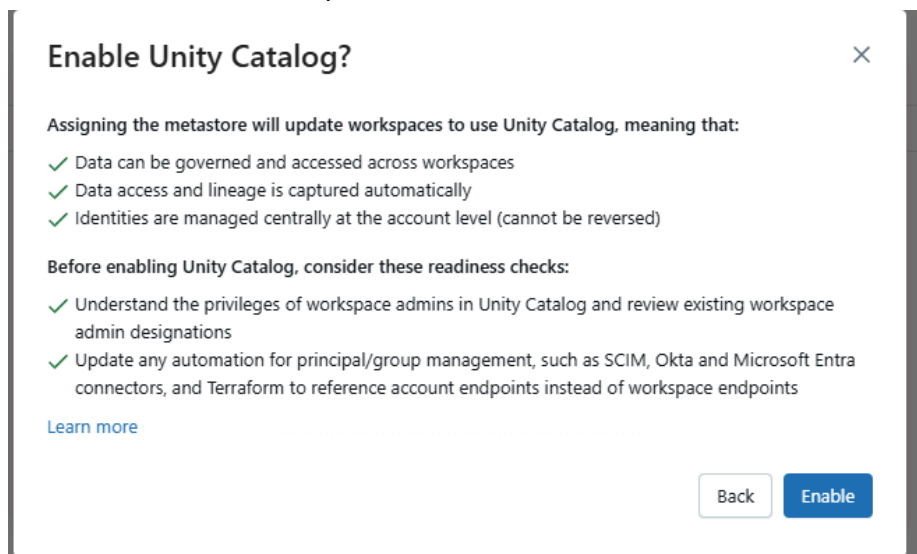 Enable Unity Catalog?
Assigning the metastore will update workspaces to use Unity Catalog, meaning that:
Data can be governed and accessed across workspaces
Data access and lineage is captured automatically
Identities are managed centrally at the account level (cannot be reversed)
Before enabling Unity Catalog, consider these readiness checks:
Understand the privileges of workspace admins in Unity Catalog and review existing workspace
admin designations
Update any automation for principal/group management, such as SCIM, Okta and Microsoft Entra
connectors, and Terraform to reference account endpoints instead of workspace endpoints
Learn more
Back
Enable